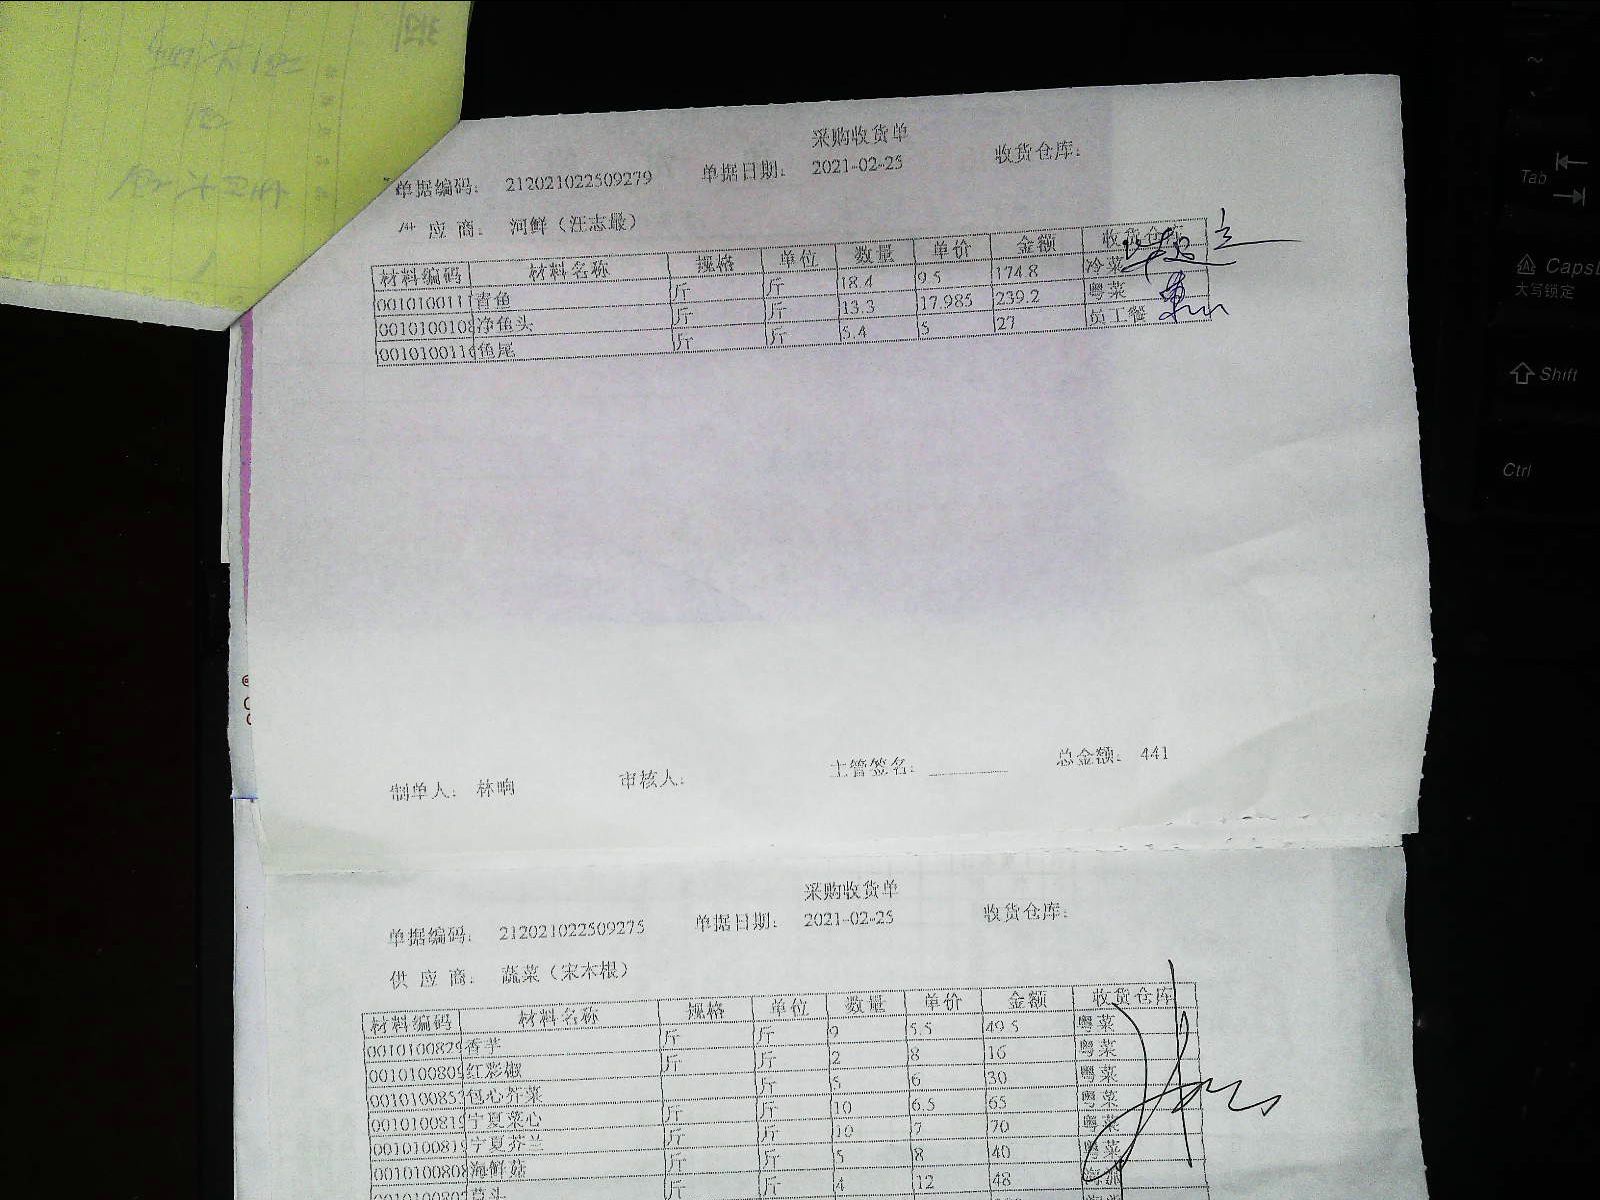 采购收货单
单据编码： 212021022509279 单据日期： 2021-02-25 收货仓库：
供 应 商： 河鲜（汪志最）
材料编码 材料名称 规格 单位 数量 单价 金额 收货仓库
0010100111 青鱼 斤 斤 18.4 9.5 174.8 冷菜
0010100108 净鱼头 斤 斤 13.3 17.985 239.2 粤菜
001010011 鱼尾 斤 斤 5.4 5 27 员工餐
制单人： 林响 审核人： 主管签名： 总金额： 441
采购收货单
单据编码： 212021022509275 单据日期： 2021-02-25 收货仓库：
供 应 商： 蔬菜（宋本根）
材料编码 材料名称 规格 单位 数量 单价 金额 收货仓库
001010082 香芋 斤 斤 9 5.5 49.5 粤菜
001010080 红彩椒 斤 斤 2 8 16 粤菜
001010085 包心芥菜 斤 5 6 30 粤菜
001010081 宁夏菜心 斤 斤 10 6.5 65 粤菜
001010081 宁夏芥兰 斤 斤 10 7 70 粤菜
001010080 海鲜菇 斤 斤 5 8 40 粤菜
斤 斤 4 12 48
Tab
Caps
大写锁定
Shift
Ctrl